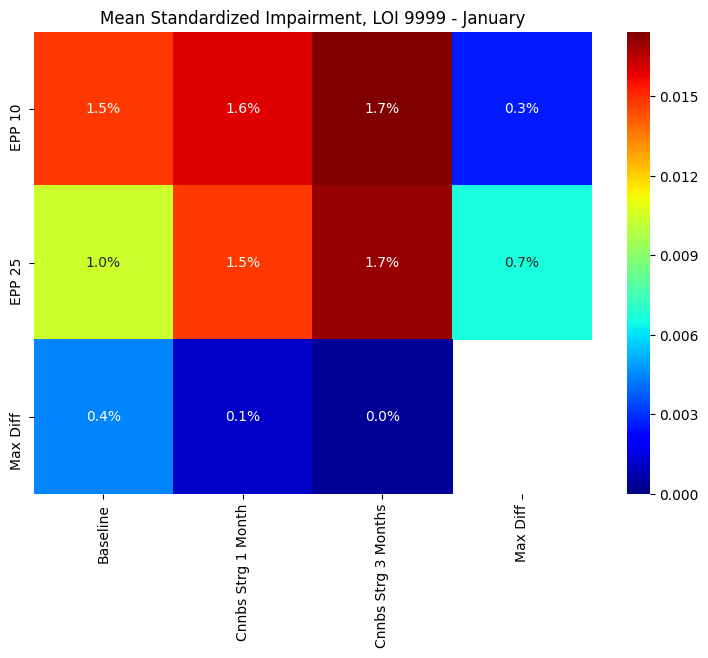 Mean Standardized Impairment, LOI 9999 - January
EPP 10
1.5%
1.6%
1.7%
0.3%
EPP 25
1.0%
1.5%
1.7%
0.7%
Max Diff
0.4%
0.1%
0.0%
Baseline
Cnnbs Strg 1 Month
Cnnbs Strg 3 Months
Max Diff
0.015
0.012
0.009
0.006
0.003
0.000